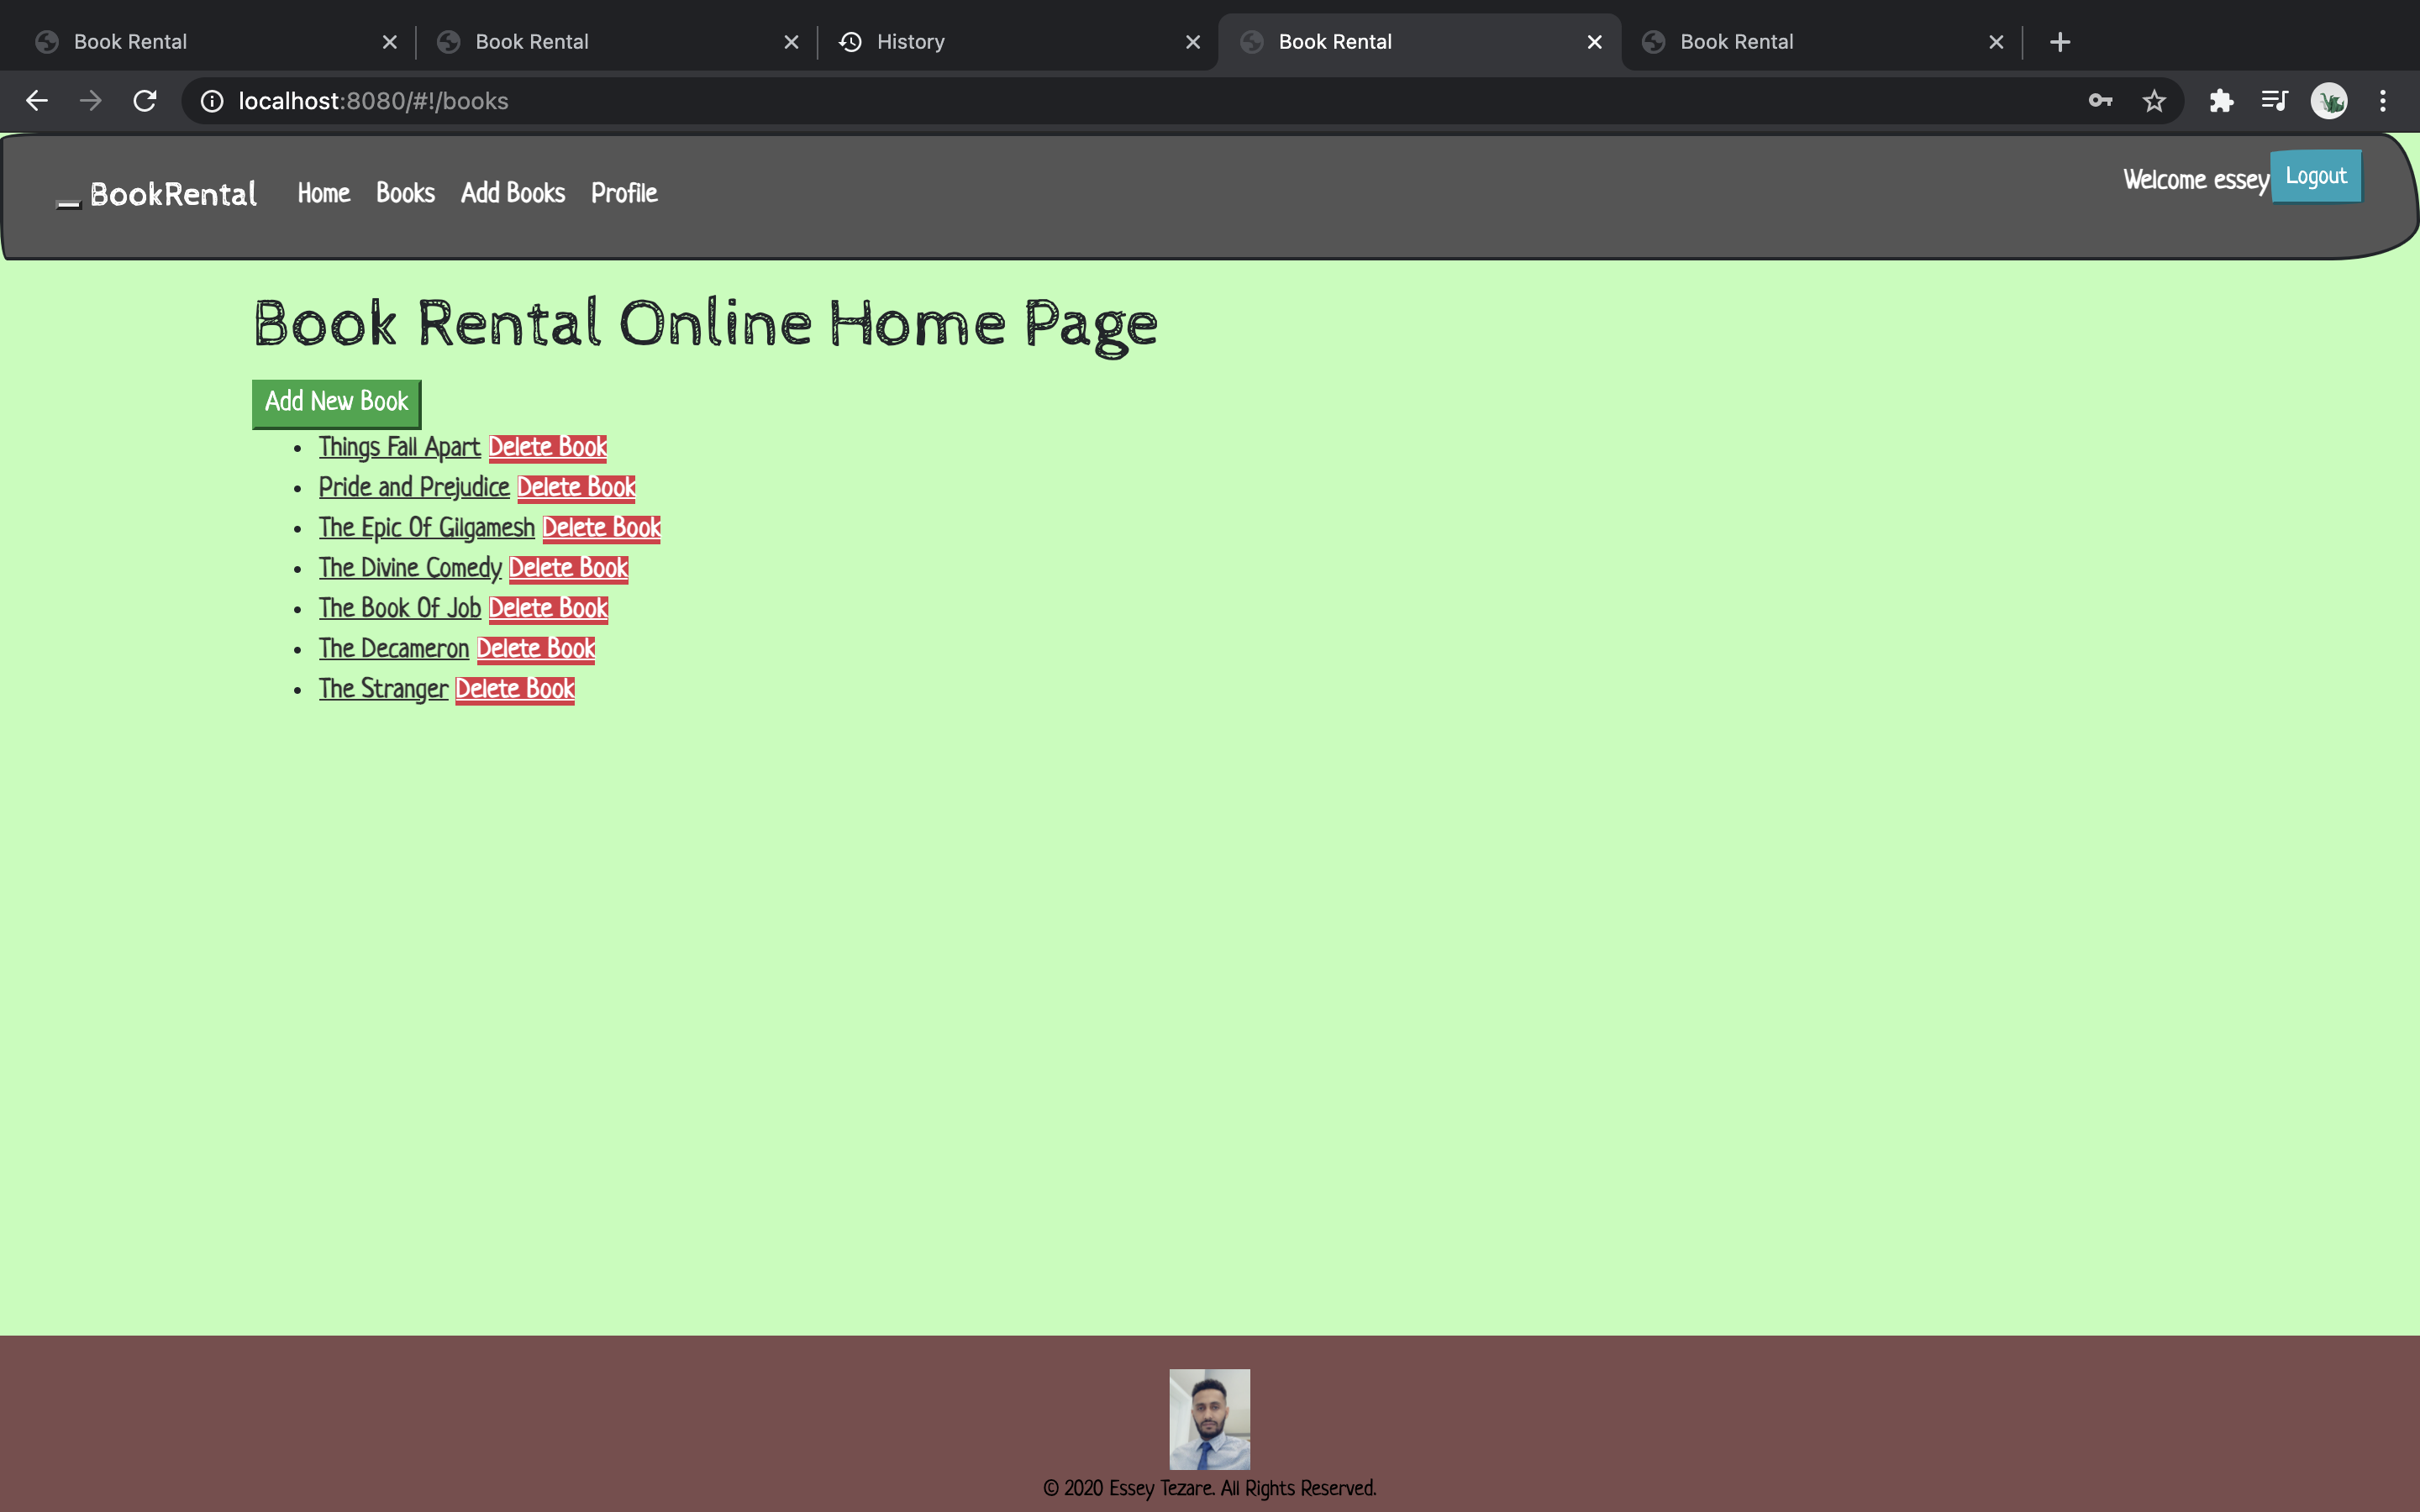 Book Rental
Book Rental
History
Book Rental
Book Rental
localhost:8080/#!/books
BookRental Home Books Add Books Profile
Welcome essey Logout
Book Rental Online Home Page
Add New Book
Things Fall Apart Delete Book
Pride and Prejudice Delete Book
The Epic Of Gilgamesh Delete Book
The Divine Comedy Delete Book
The Book Of Job Delete Book
The Decameron Delete Book
The Stranger Delete Book
© 2020 Essey Tezare. All Rights Reserved.